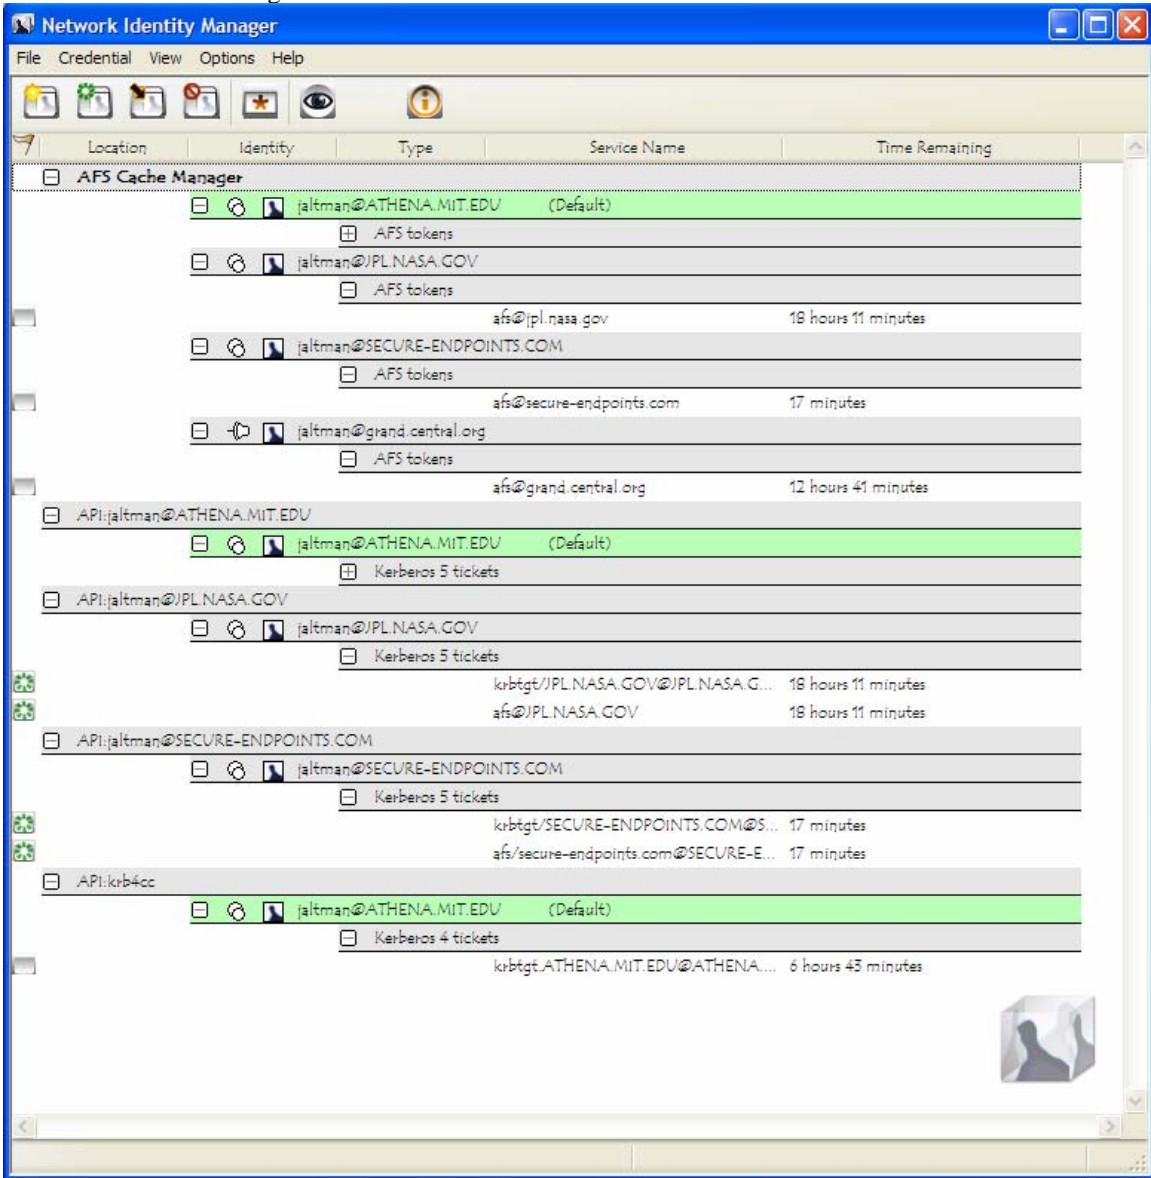 Network Identity Manager
File Credential View Options Help
Location Identity Type Service Name Time Remaining
AFS Cache Manager
jaltman@ATHENA.MIT.EDU (Default)
AFS tokens
jaltman@JPL.NASA.GOV
AFS tokens
afs@jpl.nasa.gov 18 hours 11 minutes
jaltman@SECURE-ENDPOINTS.COM
AFS tokens
afs@secure-endpoints.com 17 minutes
jaltman@grand.central.org
AFS tokens
afs@grand.central.org 12 hours 41 minutes
API:jaltman@ATHENA.MIT.EDU
jaltman@ATHENA.MIT.EDU (Default)
Kerberos 5 tickets
API:jaltman@JPL.NASA.GOV
jaltman@JPL.NASA.GOV
Kerberos 5 tickets
krbtgt/JPL.NASA.GOV@JPL.NASA.G... 18 hours 11 minutes
afs@JPL.NASA.GOV 18 hours 11 minutes
API:jaltman@SECURE-ENDPOINTS.COM
jaltman@SECURE-ENDPOINTS.COM
Kerberos 5 tickets
krbtgt/SECURE-ENDPOINTS.COM@S... 17 minutes
afs/secure-endpoints.com@SECURE-E... 17 minutes
API:krb4cc
jaltman@ATHENA.MIT.EDU (Default)
Kerberos 4 tickets
krbtgt.ATHENA.MIT.EDU@ATHENA.... 6 hours 43 minutes